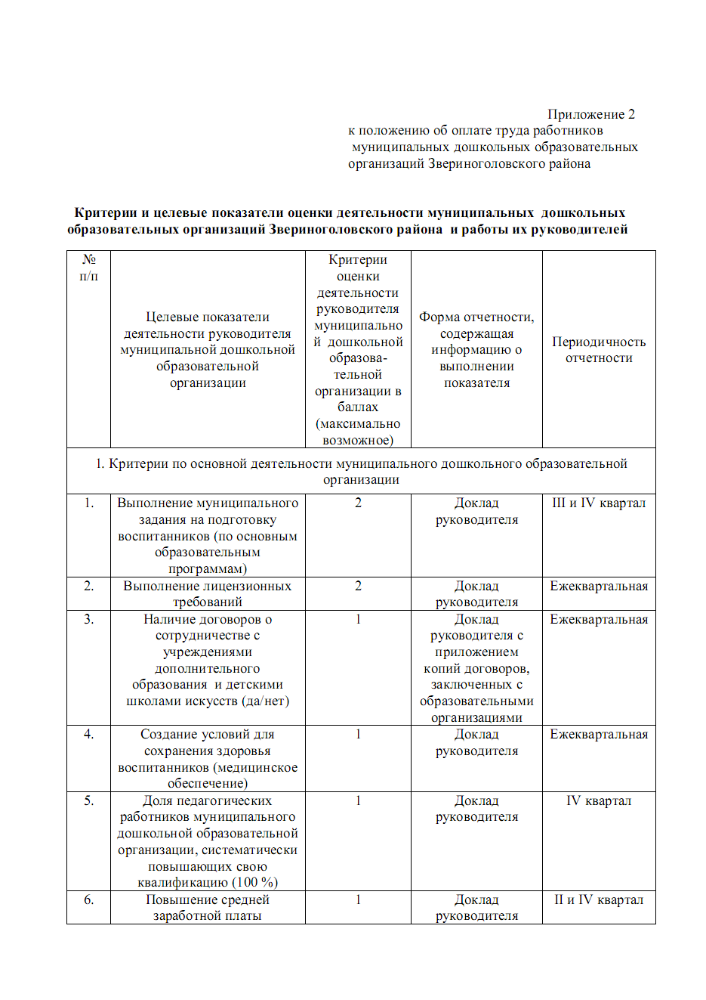 Приложение 2
к положению об оплате труда работников
муниципальных дошкольных образовательных
организаций Звериноголовского района
Критерии и целевые показатели оценки деятельности муниципальных дошкольных
образовательных организаций Звериноголовского района и работы их руководителей
№
п/п
Целевые показатели
деятельности руководителя
муниципальной дошкольной
образовательной
организации
Критерии
оценки
деятельности
руководителя
муниципально
й дошкольной
образова-
тельной
организации в
баллах
(максимально
возможное)
Форма отчетности,
содержащая
информацию о
выполнении
показателя
Периодичность
отчетности
1. Критерии по основной деятельности муниципального дошкольного образовательной
организации
1.
Выполнение муниципального
задания на подготовку
воспитанников (по основным
образовательным
программам)
2
Доклад
руководителя
III и IV квартал
2.
Выполнение лицензионных
требований
2
Доклад
руководителя
Ежеквартальная
3.
Наличие договоров о
сотрудничестве с
учреждениями
дополнительного
образования и детскими
школами искусств (да/нет)
1
Доклад
руководителя с
приложением
копий договоров,
заключенных с
образовательными
организациями
Ежеквартальная
4.
Создание условий для
сохранения здоровья
воспитанников (медицинское
обеспечение)
1
Доклад
руководителя
Ежеквартальная
5.
Доля педагогических
работников муниципального
дошкольной образовательной
организации, систематически
повышающих свою
квалификацию (100 %)
1
Доклад
руководителя
IV квартал
6.
Повышение средней
заработной платы
1
Доклад
руководителя
II и IV квартал